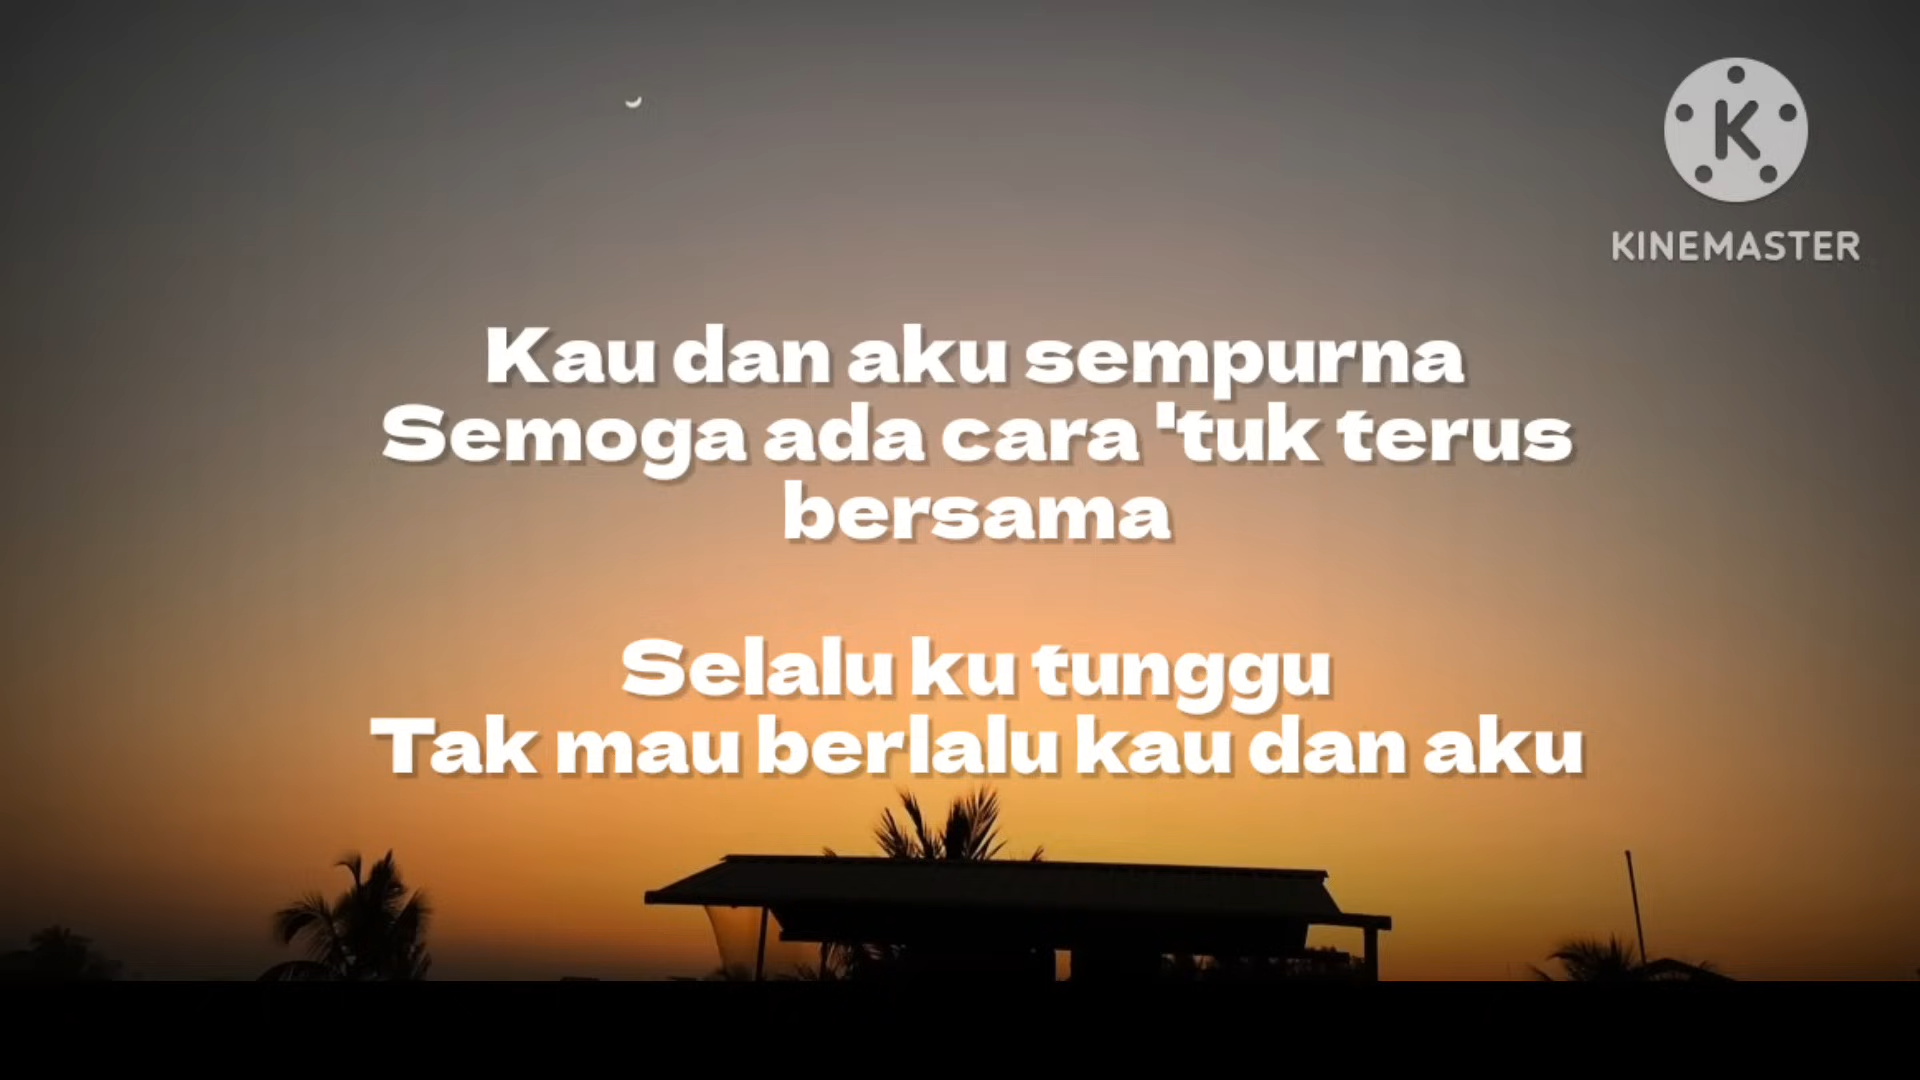 K
KINEMASTER
Kau dan aku sempurna
Semoga ada cara 'tuk terus
bersama
Selalu ku tunggu
Tak mau berlalu kau dan aku